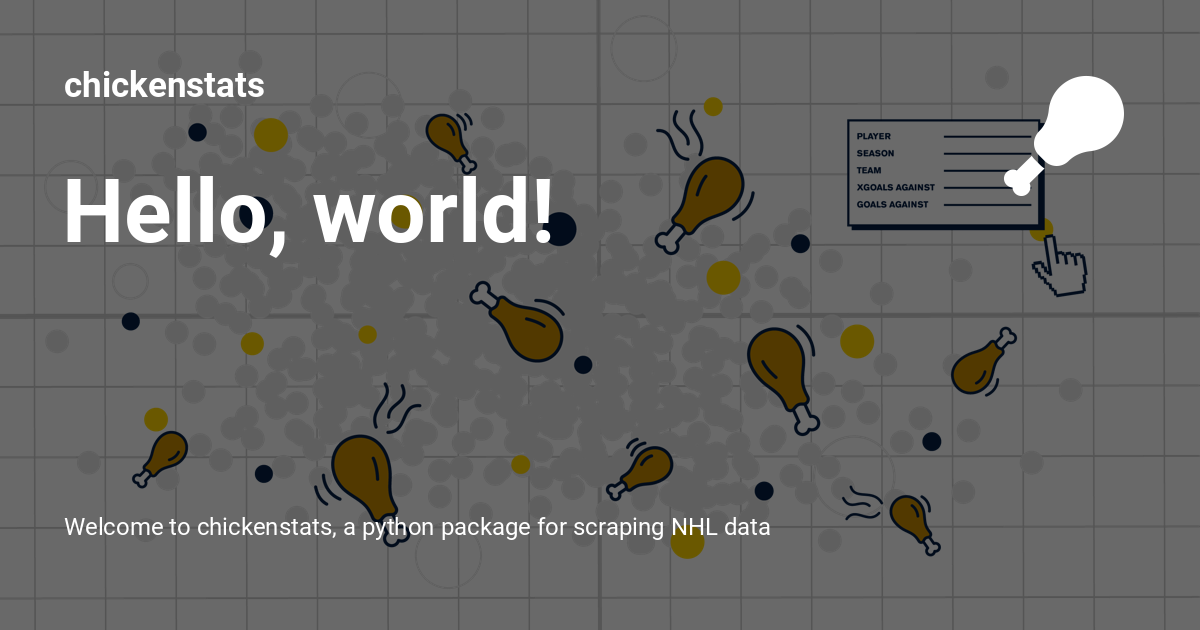 chickenstats
Hello, world!
PLAYER
SEASON
TEAM
XGOALS AGAINST
GOALS AGAINST
Welcome to chickenstats, a python package for scraping NHL data